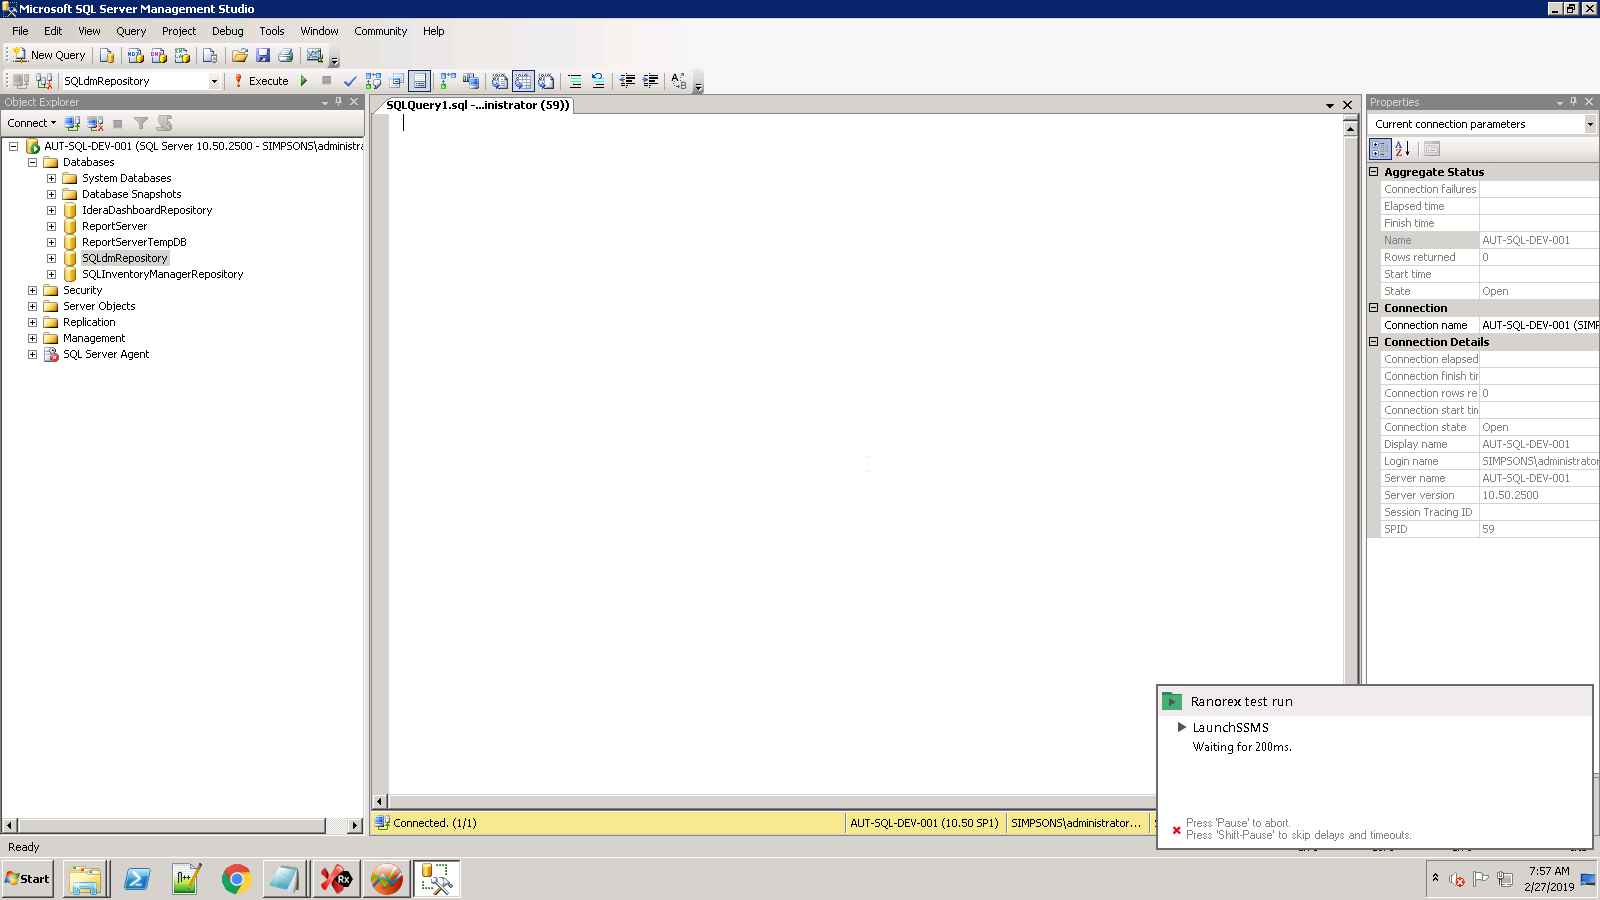 Microsoft SQL Server Management Studio
File Edit View Query Project Debug Tools Window Community Help
New Query
SQLdmRepository Execute
Object Explorer
Connect
AUT-SQL-DEV-001 (SQL Server 10.50.2500 - SIMPSONS\administra
Databases
System Databases
Database Snapshots
IderaDashboardRepository
ReportServer
ReportServerTempDB
SQLdmRepository
SQLInventoryManagerRepository
Security
Server Objects
Replication
Management
SQL Server Agent
SQLQuery1.sql -...inistrator (59))
Properties
Current connection parameters
Aggregate Status
Connection failures
Elapsed time
Finish time
Name AUT-SQL-DEV-001
Rows returned 0
Start time
State Open
Connection
Connection name AUT-SQL-DEV-001 (SIMP
Connection Details
Connection elapsed
Connection finish tir
Connection rows re 0
Connection start tin
Connection state Open
Display name AUT-SQL-DEV-001
Login name SIMPSONS\administrator
Server name AUT-SQL-DEV-001
Server version 10.50.2500
Session Tracing ID
SPID 59
Ranorex test run
LaunchSSMS
Waiting for 200ms.
Press 'Pause' to abort.
Press 'Shift-Pause' to skip delays and timeouts.
Connected. (1/1) AUT-SQL-DEV-001 (10.50 SP1) SIMPSONS\administrator...
Ready
Start
7:57 AM
2/27/2019